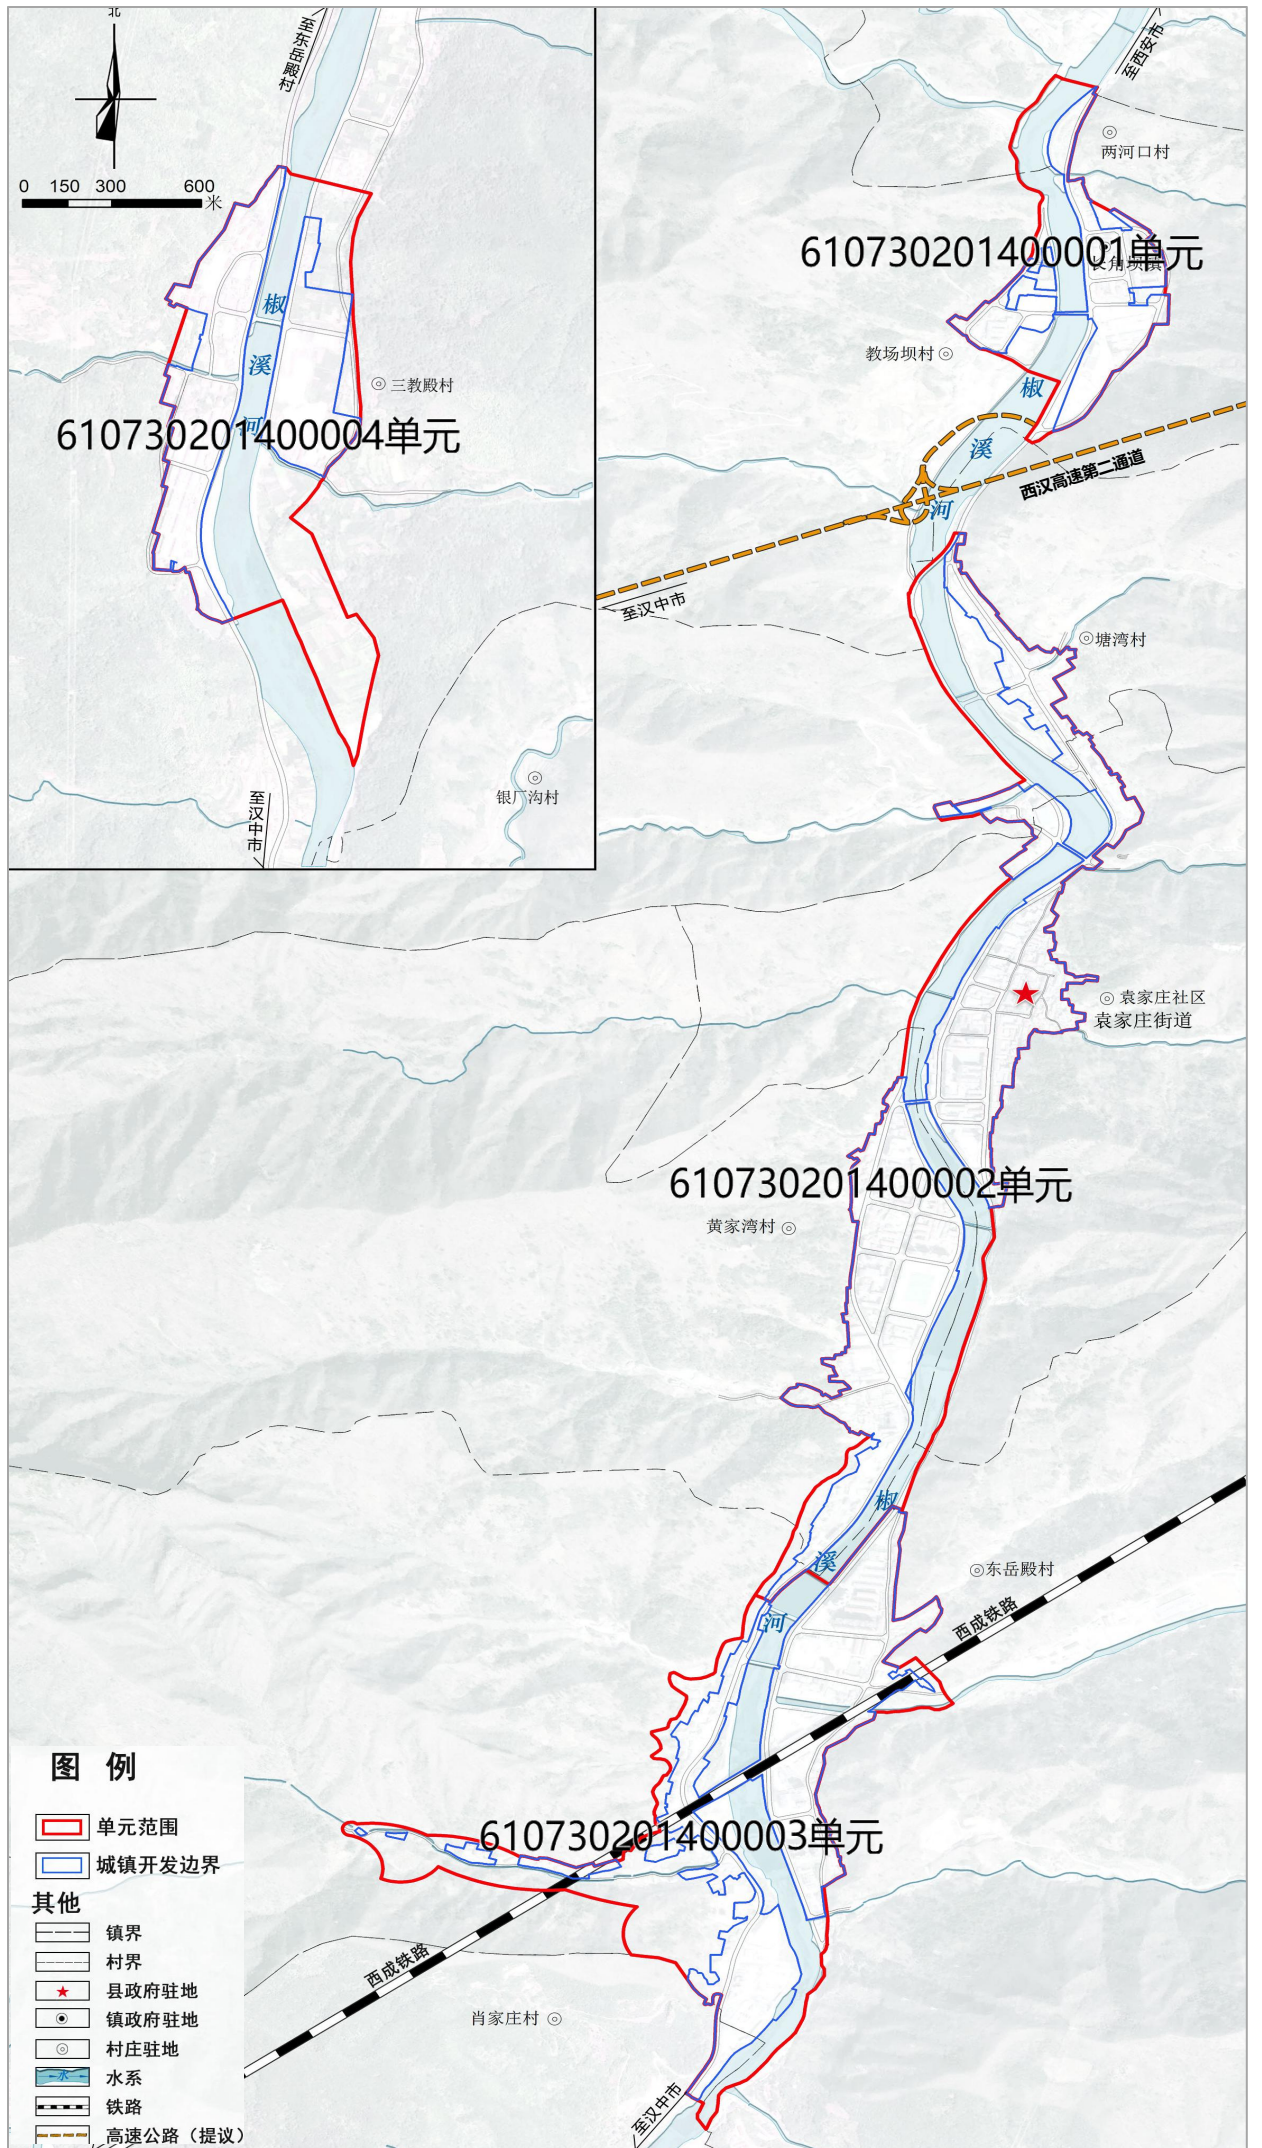 北
0 150 300 600
米
至东岳殿村
椒
溪
河
三教殿村
610730201400004单元
银厂沟村
至汉中市
至西安市
两河口村
610730201400001单元
长角坝镇
教场坝村
椒
溪
河
西汉高速第二通道
至汉中市
塘湾村
袁家庄社区
袁家庄街道
610730201400002单元
黄家湾村
椒
溪
河
东岳殿村
西成铁路
610730201400003单元
西成铁路
肖家庄村
至汉中市
图 例
单元范围
城镇开发边界
其他
镇界
村界
县政府驻地
镇政府驻地
村庄驻地
水
水系
铁路
高速公路（提议）